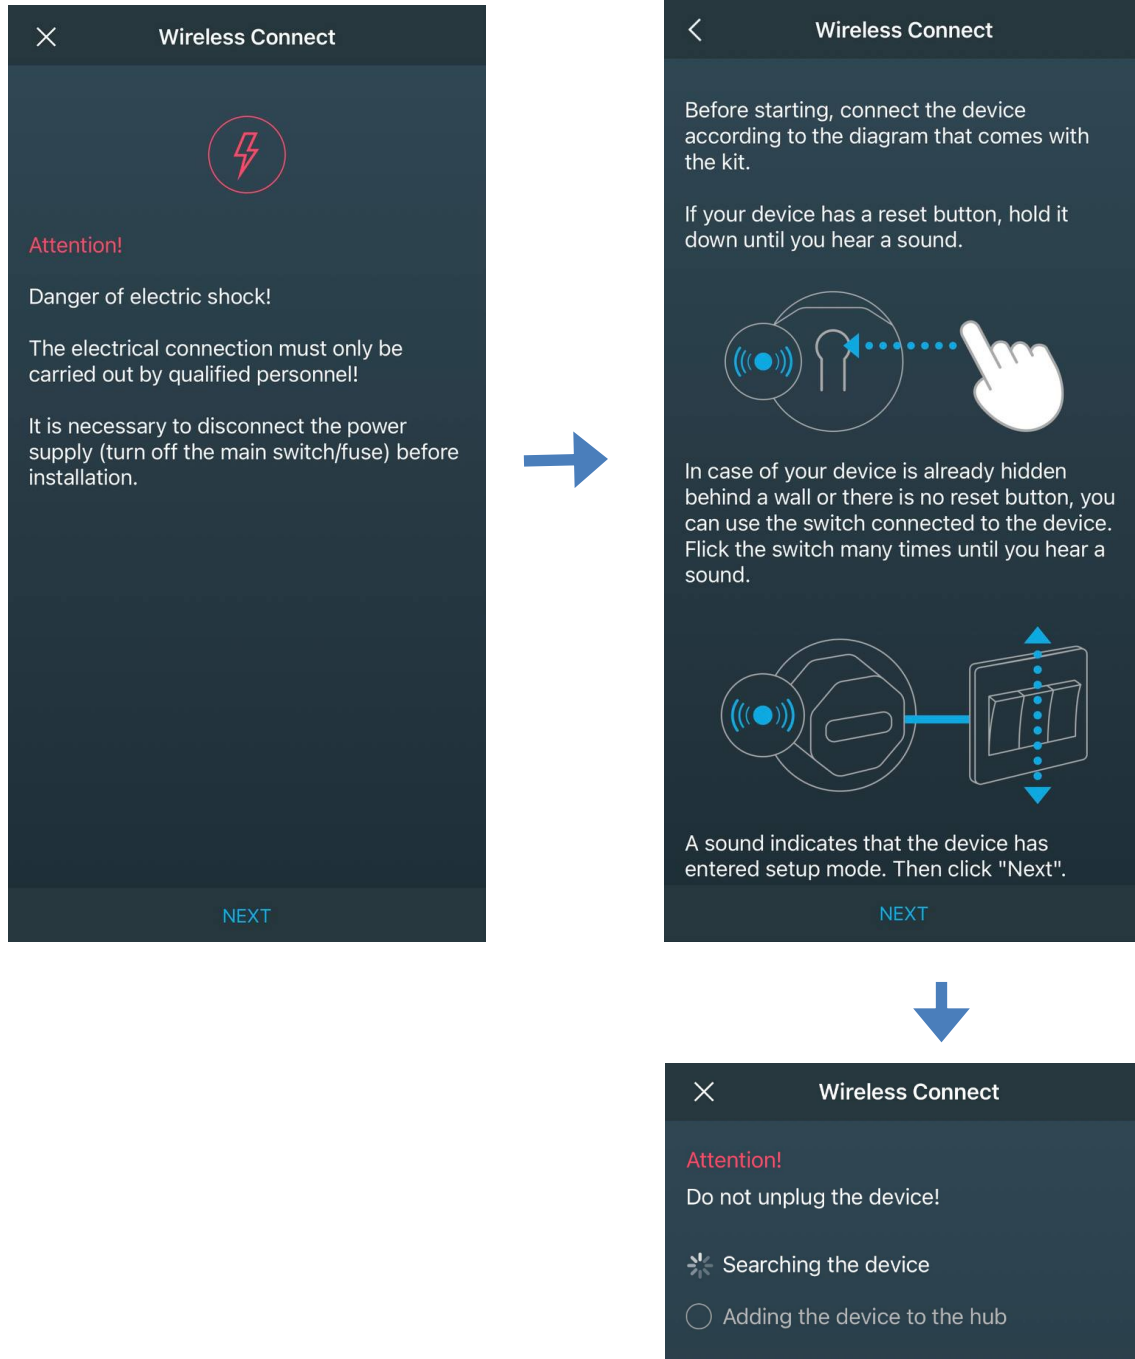 Wireless Connect
Attention!
Danger of electric shock!
The electrical connection must only be
carried out by qualified personnel!
It is necessary to disconnect the power
supply (turn off the main switch/fuse) before
installation.
NEXT
Wireless Connect
Before starting, connect the device
according to the diagram that comes with
the kit.
If your device has a reset button, hold it
down until you hear a sound.
In case of your device is already hidden
behind a wall or there is no reset button, you
can use the switch connected to the device.
Flick the switch many times until you hear a
sound.
A sound indicates that the device has
entered setup mode. Then click "Next".
NEXT
Wireless Connect
Attention!
Do not unplug the device!
Searching the device
Adding the device to the hub